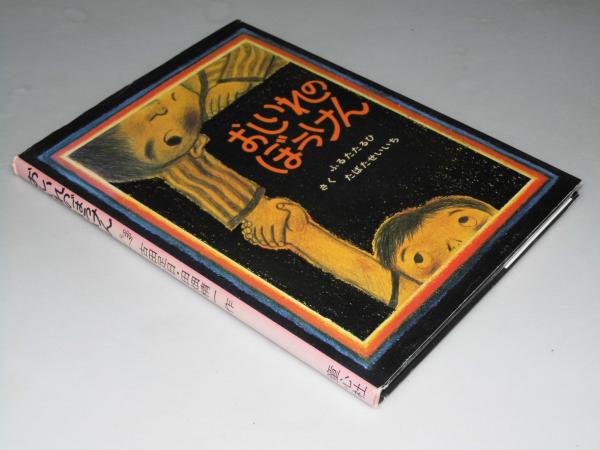 おしいれの
ぼうけん
ふるたたるひ
さく たばたせいいち
おしいれのぼうけん
古田足日・田畑精一 作
童心社